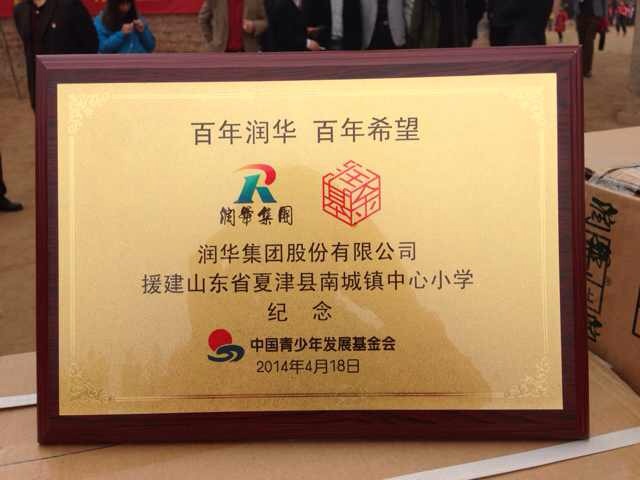 百年润华 百年希望
润华集团
润华集团股份有限公司
援建山东省夏津县南城镇中心小学
纪 念
中国青少年发展基金会
2014年4月18日
润华